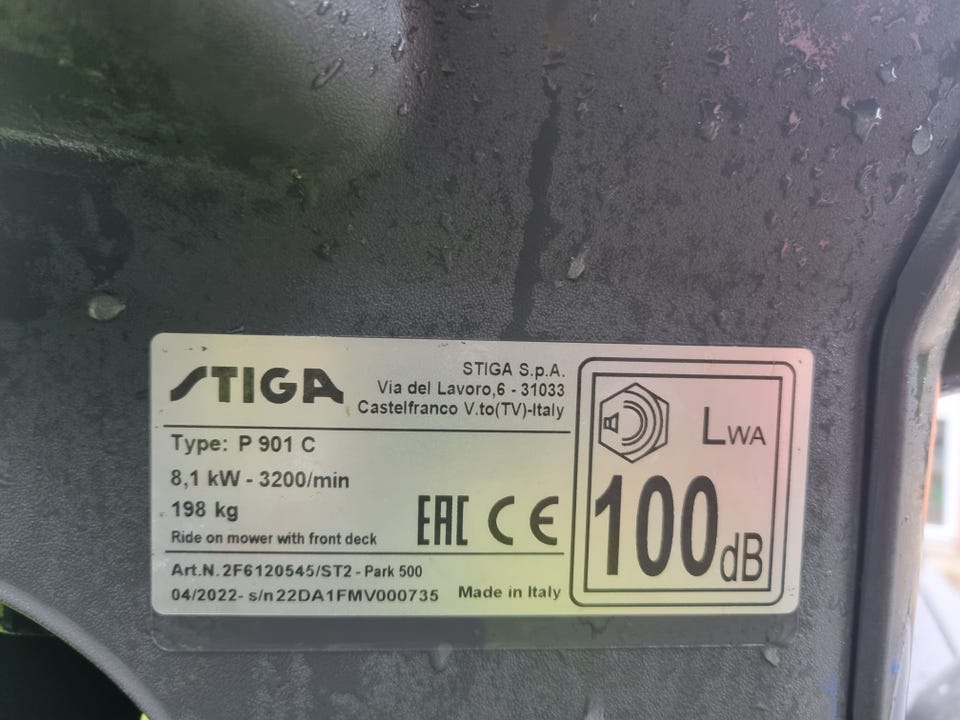 STIGA
STIGA S.p.A.
Via del Lavoro,6 - 31033
Castelfranco V.to(TV)-Italy
Type: P 901 C
8,1 kW - 3200/min
198 kg
Ride on mower with front deck
EAC CE
Art.N.2F6120545/ST2 - Park 500
04/2022- s/n22DA1FMV000735
Made in Italy
LWA
100dB